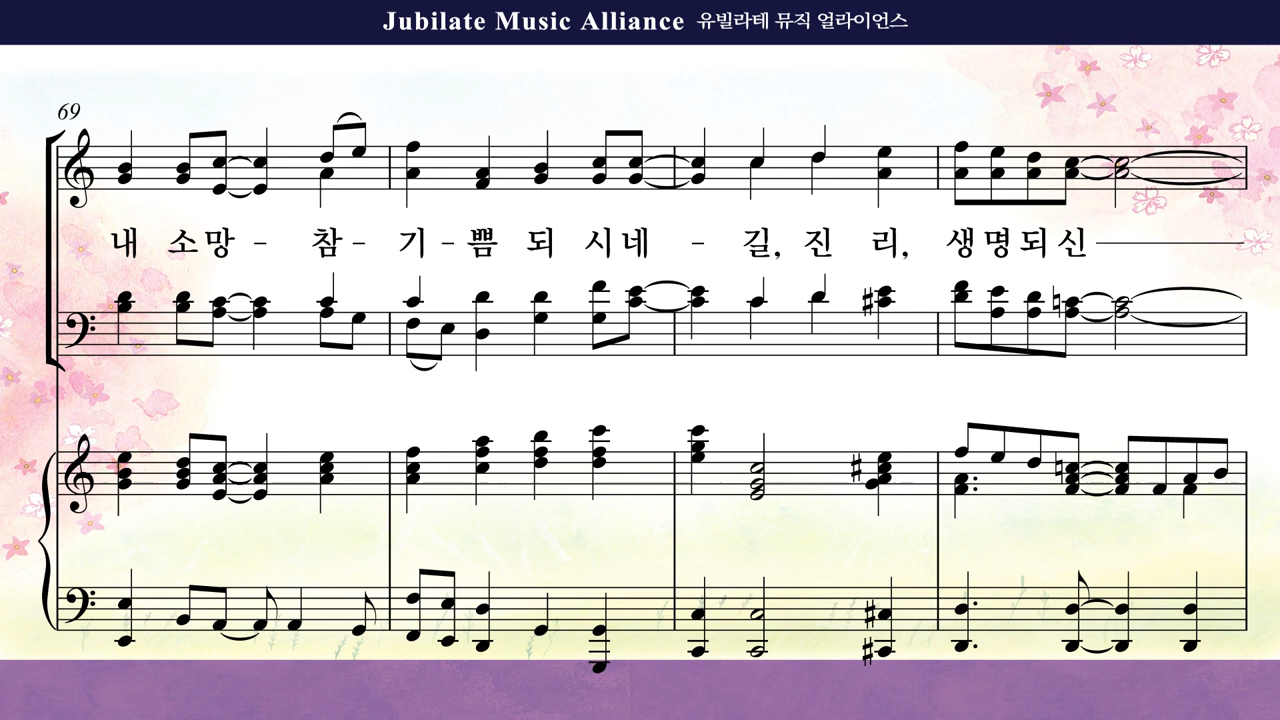 Jubilate Music Alliance 유빌라테 뮤직 얼라이언스
69
내 소망 - 참 - 기 - 쁨 되 시네 - 길, 진 리, 생명되신